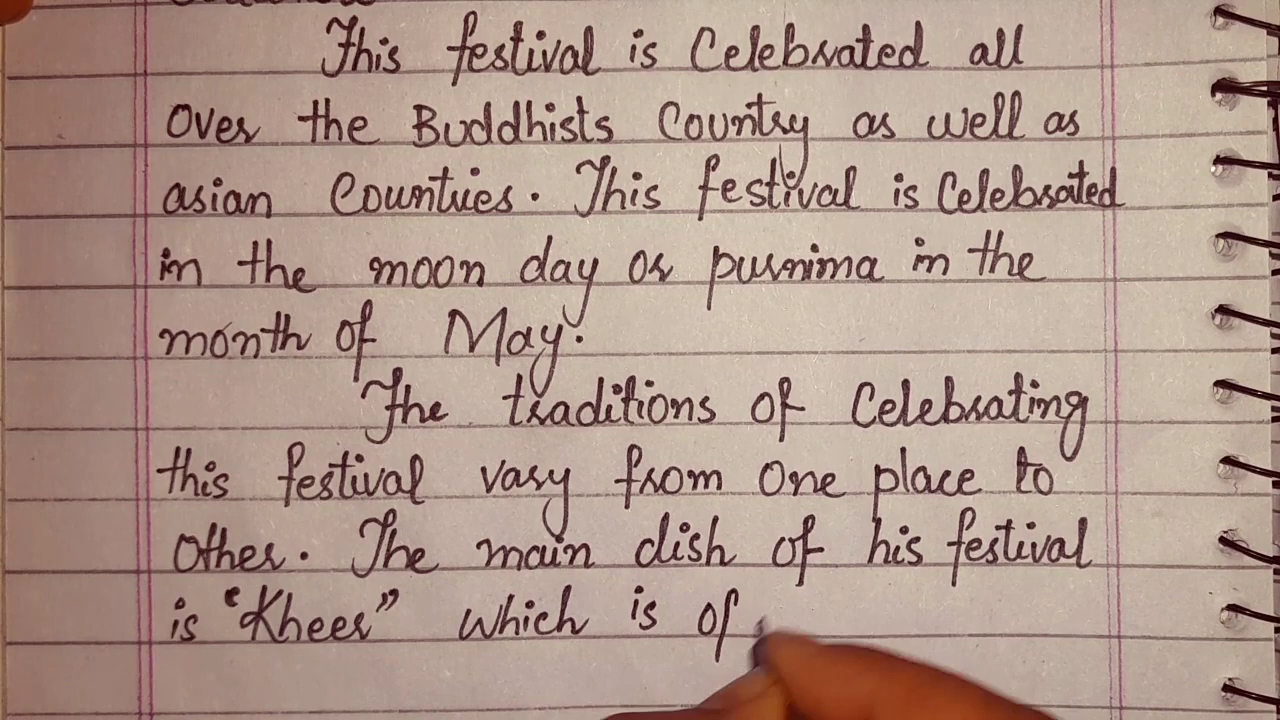 This festival is Celebrated all
Over the Buddhists Country as well as
asian Countries. This festival is Celebrated
in the moon day or purnima in the
month of May.
The traditions of Celebrating
this festival vary from One place to
Other. The main dish of his festival
is "Kheer" which is of